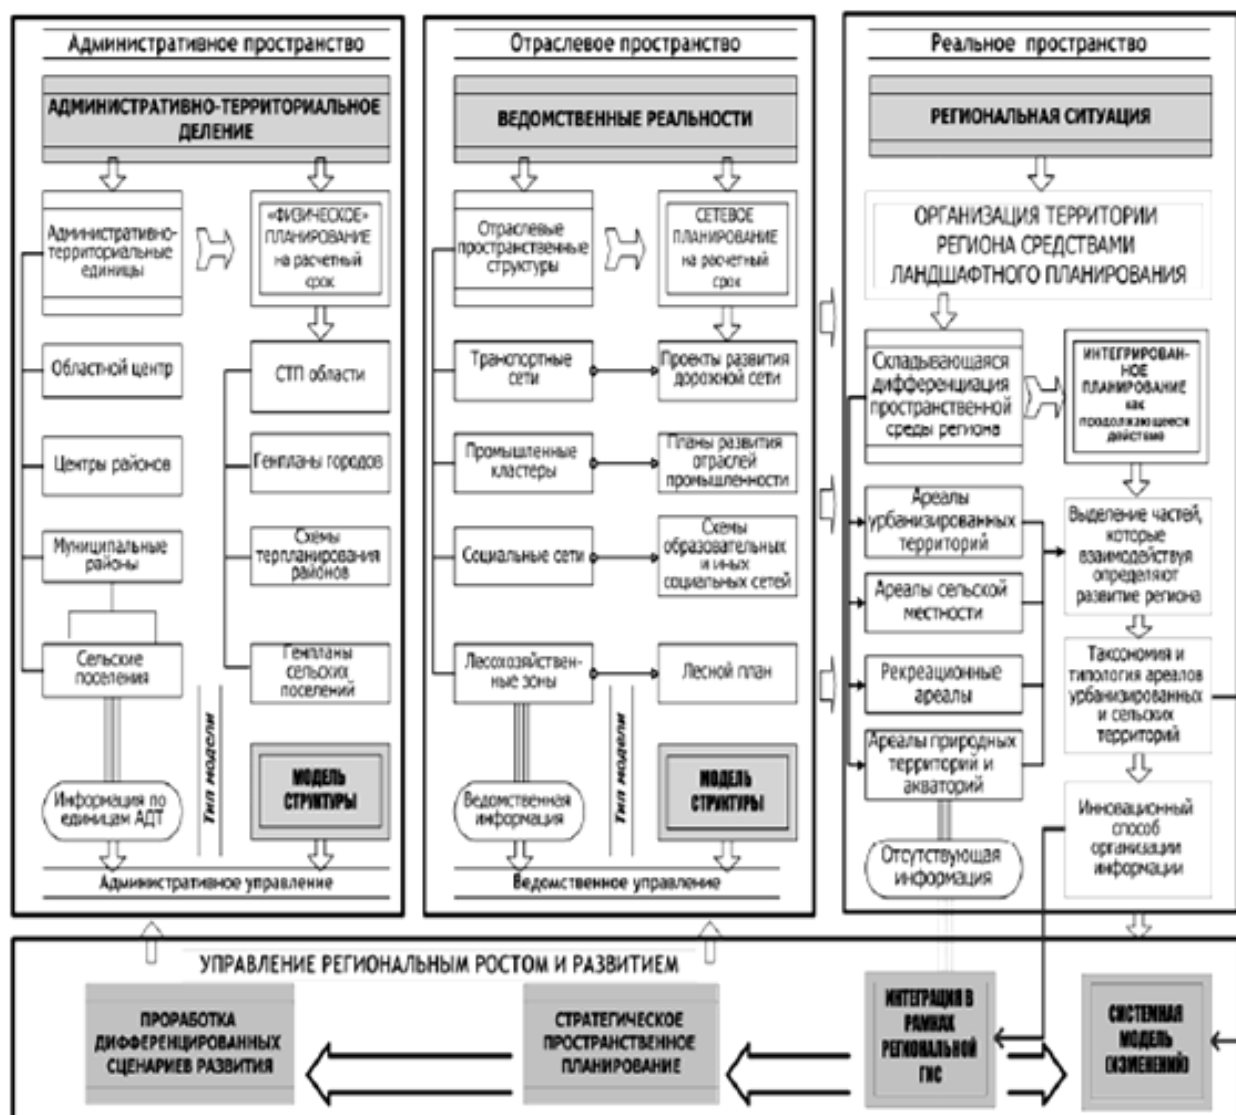 Административное пространство
АДМИНИСТРАТИВНО-ТЕРРИТОРИАЛЬНОЕ
ДЕЛЕНИЕ
Административно-
территориальные
единицы
«ФИЗИЧЕСКОЕ»
ПЛАНИРОВАНИЕ
на расчетный
срок
Областной центр
СТП области
Центры районов
Генпланы городов
Муниципальные
районы
Схемы
терпланирования
районов
Сельские
поселения
Генпланы
сельских
поселений
Тип модели
Информация по
единицам АДТ
МОДЕЛЬ
СТРУКТУРЫ
Административное управление
Отраслевое пространство
ВЕДОМСТВЕННЫЕ РЕАЛЬНОСТИ
Отраслевые
пространственные
структуры
СЕТЕВОЕ
ПЛАНИРОВАНИЕ
на расчетный
срок
Транспортные
сети
Проекты развития
дорожной сети
Промышленные
кластеры
Планы развития
отраслей
промышленности
Социальные сети
Схемы
образовательных
и иных
социальных сетей
Лесохозяйствен-
ные зоны
Лесной план
Тип модели
Ведомственная
информация
МОДЕЛЬ
СТРУКТУРЫ
Ведомственное управление
Реальное пространство
РЕГИОНАЛЬНАЯ СИТУАЦИЯ
ОРГАНИЗАЦИЯ ТЕРРИТОРИИ
РЕГИОНА СРЕДСТВАМИ
ЛАНДШАФТНОГО ПЛАНИРОВАНИЯ
Складывающаяся
дифференциация
пространственной
среды региона
ИНТЕГРИРОВАН-
НОЕ
ПЛАНИРОВАНИЕ
как
продолжающееся
действие
Ареалы
урбанизированных
территорий
Ареалы сельской
местности
Рекреационные
ареалы
Ареалы природных
территорий и
акваторий
Отсутствующая
информация
Выделение частей,
которые
взаимодействуя
определяют
развитие региона
Таксономия и
типология ареалов
урбанизированных
и сельских
территорий
Инновационный
способ
организации
информации
УПРАВЛЕНИЕ РЕГИОНАЛЬНЫМ РОСТОМ И РАЗВИТИЕМ
ПРОРАБОТКА
ДИФФЕРЕНЦИРОВАННЫХ
СЦЕНАРИЕВ РАЗВИТИЯ
СТРАТЕГИЧЕСКОЕ
ПРОСТРАНСТВЕННОЕ
ПЛАНИРОВАНИЕ
ИНТЕГРАЦИЯ В
РАМКАХ
РЕГИОНАЛЬНОЙ
ГИС
СИСТЕМНАЯ
МОДЕЛЬ
(ИЗМЕНЕНИЙ)